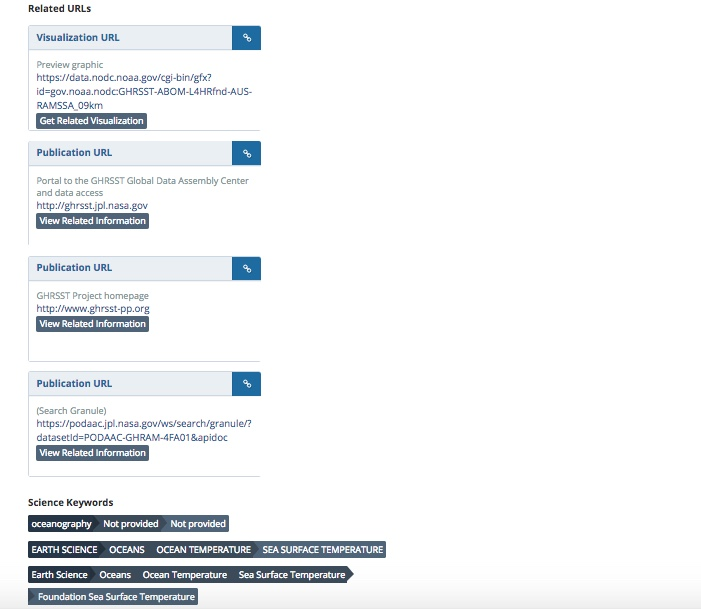 Related URLs
Visualization URL
Preview graphic
https://data.nodc.noaa.gov/cgi-bin/gfx?
id=gov.noaa.nodc:GHRSST-ABOM-L4HRfnd-AUS-
RAMSSA_09km
Get Related Visualization
Publication URL
Portal to the GHRSST Global Data Assembly Center
and data access
http://ghrsst.jpl.nasa.gov
View Related Information
Publication URL
GHRSST Project homepage
http://www.ghrsst-pp.org
View Related Information
Publication URL
(Search Granule)
https://podaac.jpl.nasa.gov/ws/search/granule/?
datasetId=PODAAC-GHRAM-4FA01&apidoc
View Related Information
Science Keywords
oceanography Not provided Not provided
EARTH SCIENCE OCEANS OCEAN TEMPERATURE SEA SURFACE TEMPERATURE
Earth Science Oceans Ocean Temperature Sea Surface Temperature
Foundation Sea Surface Temperature